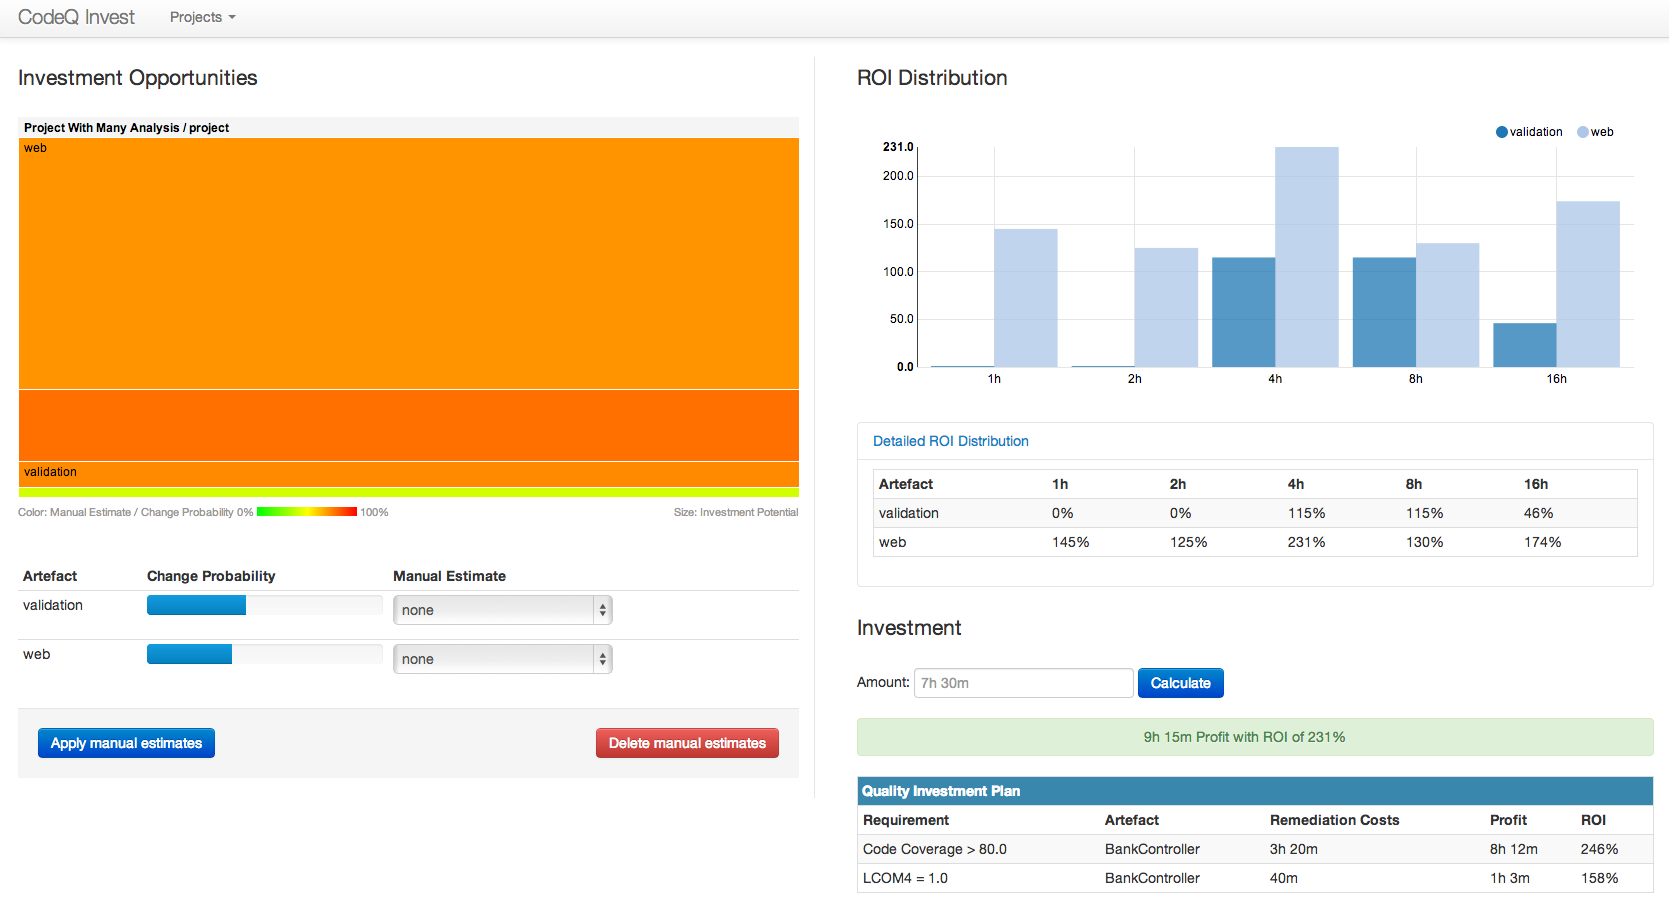 CodeQ Invest Projects
Investment Opportunities
Project With Many Analysis / project
web
validation
Color: Manual Estimate / Change Probability 0% 100% Size: Investment Potential
Artefact Change Probability Manual Estimate
validation none
web none
Apply manual estimates Delete manual estimates
ROI Distribution
validation web
231.0
200.0
150.0
100.0
50.0
0.0
1h 2h 4h 8h 16h
Detailed ROI Distribution
Artefact 1h 2h 4h 8h 16h
validation 0% 0% 115% 115% 46%
web 145% 125% 231% 130% 174%
Investment
Amount: 7h 30m Calculate
9h 15m Profit with ROI of 231%
Quality Investment Plan
Requirement Artefact Remediation Costs Profit ROI
Code Coverage > 80.0 BankController 3h 20m 8h 12m 246%
LCOM4 = 1.0 BankController 40m 1h 3m 158%